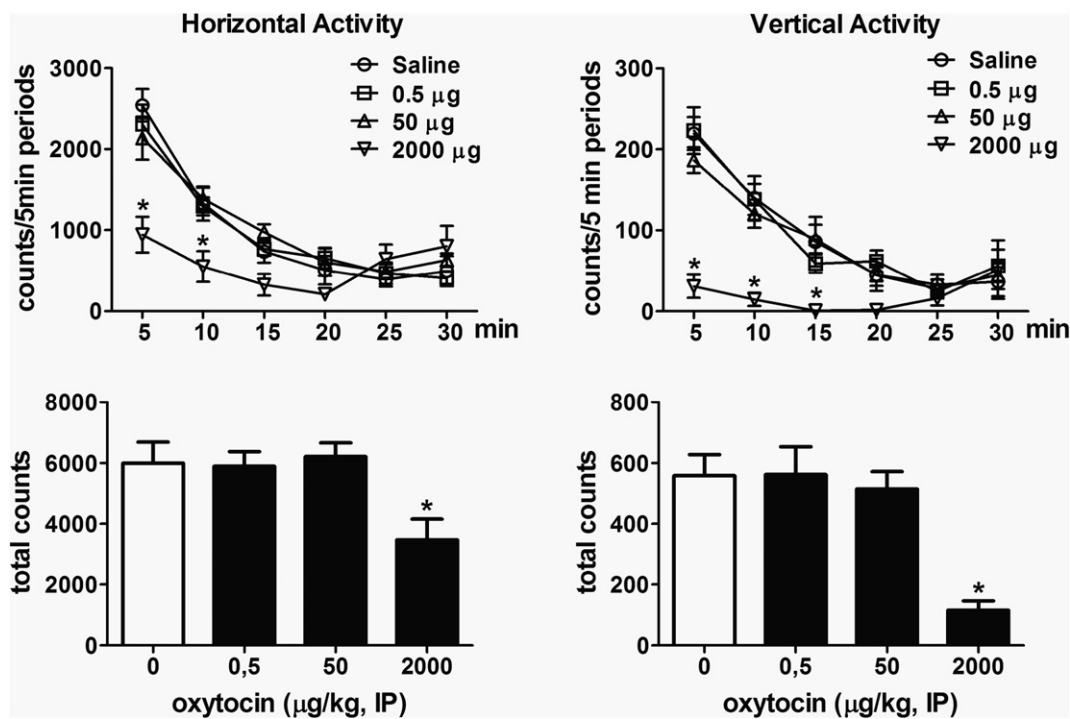 Horizontal Activity
counts/5min periods
3000
2000
1000
0
Saline
0.5 μg
50 μg
2000 μg
*
*
5 10 15 20 25 30 min
Vertical Activity
counts/5 min periods
300
200
100
0
Saline
0.5 μg
50 μg
2000 μg
*
*
*
5 10 15 20 25 30 min
total counts
8000
6000
4000
2000
0
*
0 0,5 50 2000
oxytocin (μg/kg, IP)
total counts
800
600
400
200
0
*
0 0,5 50 2000
oxytocin (μg/kg, IP)